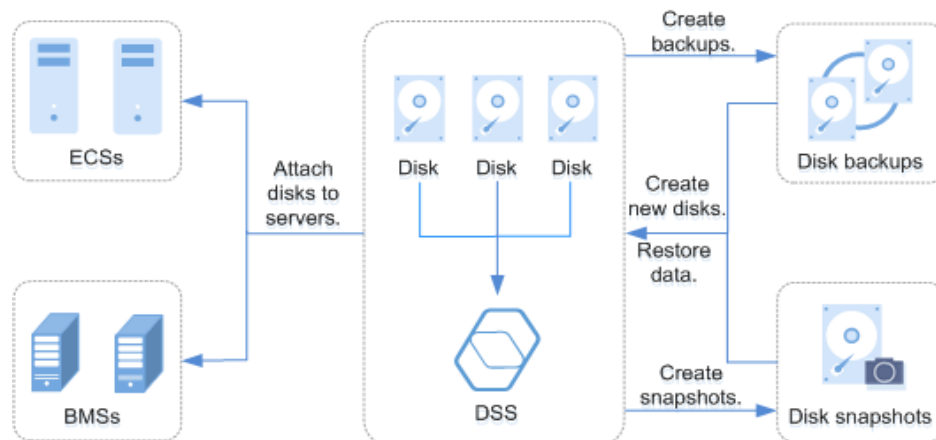 ECSs
BMSs
Attach
disks to
servers.
Disk
Disk
Disk
DSS
Create
backups.
Create
new disks.
Restore
data.
Create
snapshots.
Disk backups
Disk snapshots